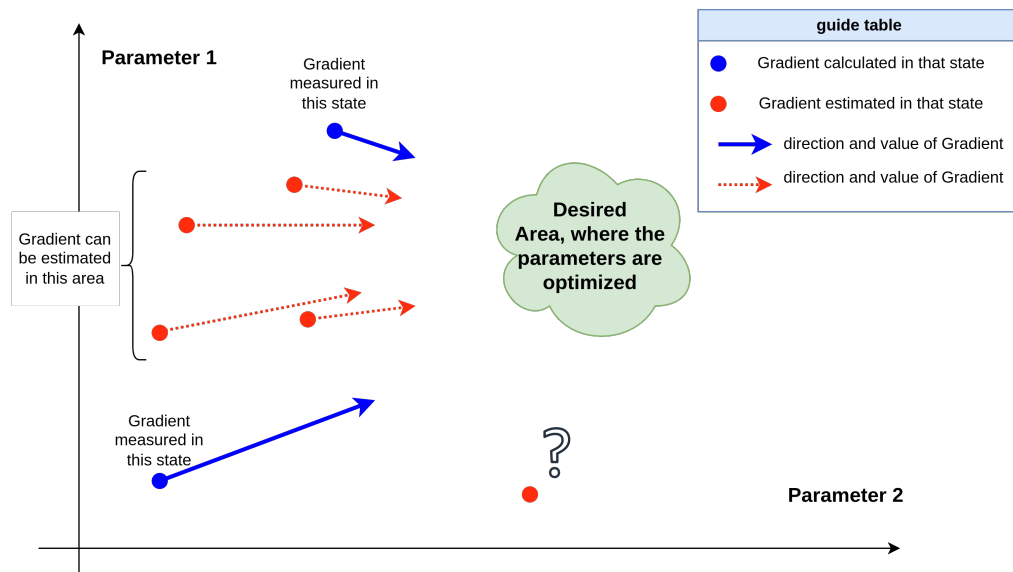 Parameter 1
Gradient
measured in
this state
guide table
Gradient calculated in that state
Gradient estimated in that state
direction and value of Gradient
direction and value of Gradient
Gradient can
be estimated
in this area
Desired
Area, where the
parameters are
optimized
Gradient
measured in
this state
?
Parameter 2